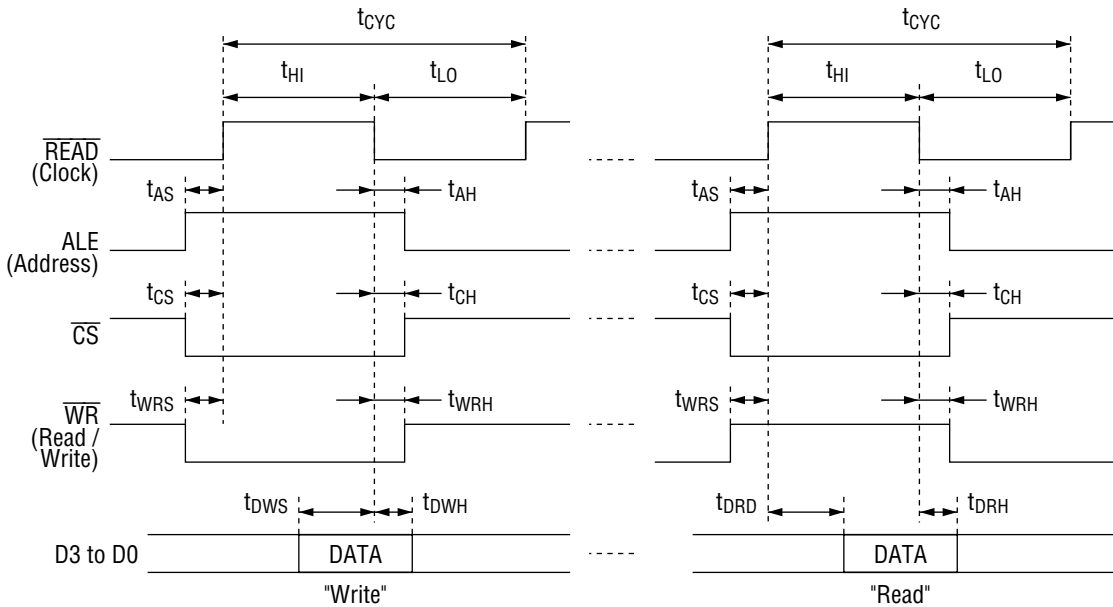 tCYC tCYC
tHI tLO tHI tLO
READ
(Clock)
tAS tAH tAS tAH
ALE
(Address)
tCS tCH tCS tCH
CS
tWRS tWRH tWRS tWRH
WR
(Read /
Write)
tDWS tDWH tDRD tDRH
D3 to D0 DATA DATA
"Write" "Read"